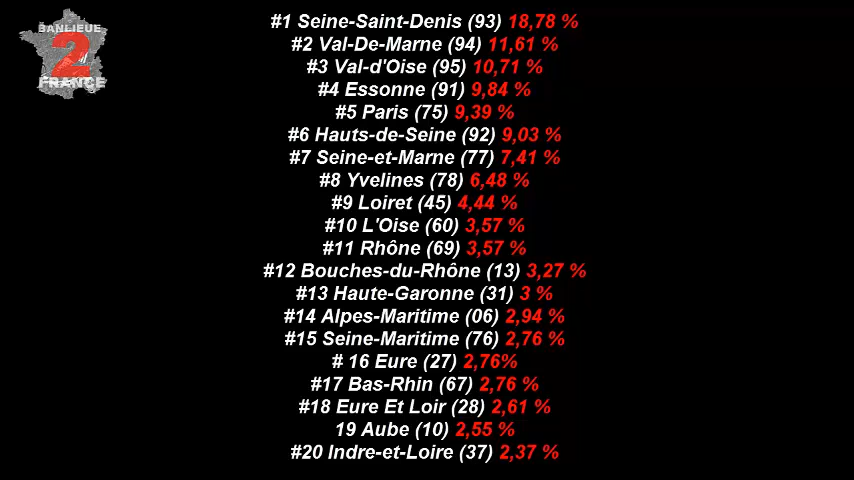 BANLIEUE
2
FRANCE
#1 Seine-Saint-Denis (93) 18,78 %
#2 Val-De-Marne (94) 11,61 %
#3 Val-d'Oise (95) 10,71 %
#4 Essonne (91) 9,84 %
#5 Paris (75) 9,39 %
#6 Hauts-de-Seine (92) 9,03 %
#7 Seine-et-Marne (77) 7,41 %
#8 Yvelines (78) 6,48 %
#9 Loiret (45) 4,44 %
#10 L'Oise (60) 3,57 %
#11 Rhône (69) 3,57 %
#12 Bouches-du-Rhône (13) 3,27 %
#13 Haute-Garonne (31) 3 %
#14 Alpes-Maritime (06) 2,94 %
#15 Seine-Maritime (76) 2,76 %
# 16 Eure (27) 2,76%
#17 Bas-Rhin (67) 2,76 %
#18 Eure Et Loir (28) 2,61 %
19 Aube (10) 2,55 %
#20 Indre-et-Loire (37) 2,37 %